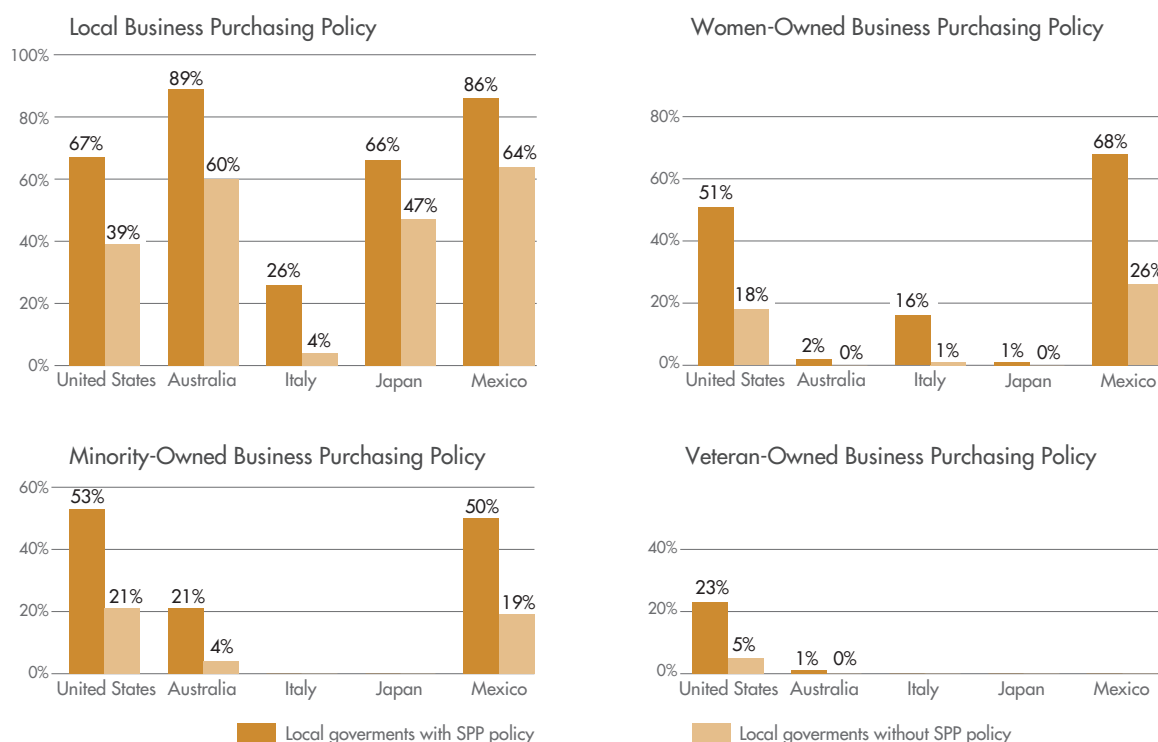 Local Business Purchasing Policy
100%
80%
60%
40%
20%
0%
67%
39%
89%
60%
26%
4%
66%
47%
86%
64%
United States
Australia
Italy
Japan
Mexico
Women-Owned Business Purchasing Policy
80%
60%
40%
20%
0%
51%
18%
2%
0%
16%
1%
1%
0%
68%
26%
United States
Australia
Italy
Japan
Mexico
Minority-Owned Business Purchasing Policy
60%
40%
20%
0%
53%
21%
21%
4%
50%
19%
United States
Australia
Italy
Japan
Mexico
Veteran-Owned Business Purchasing Policy
40%
20%
0%
23%
5%
1%
0%
United States
Australia
Italy
Japan
Mexico
Local goverments with SPP policy
Local goverments without SPP policy